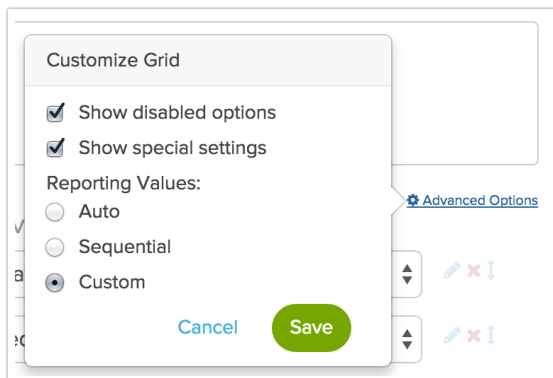 Customize Grid
Show disabled options
Show special settings
Reporting Values:
Advanced Options
Auto
Sequential
Custom
Cancel
Save